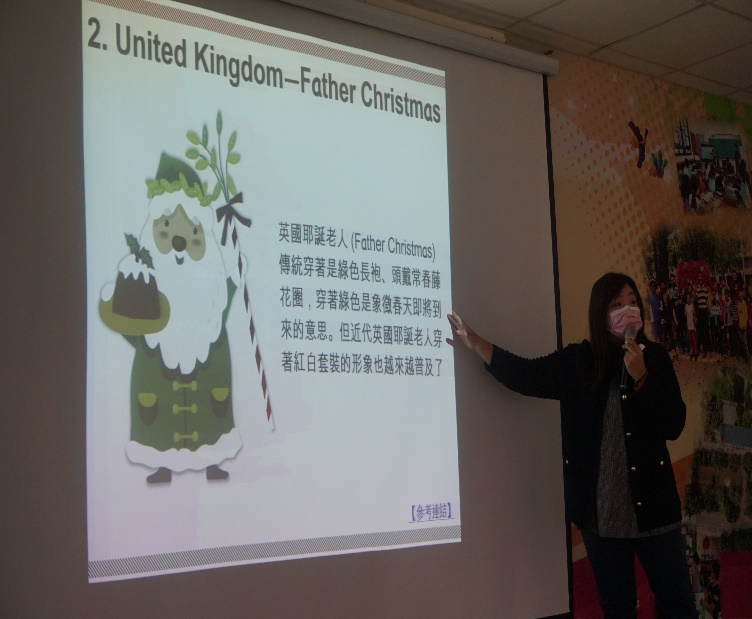 2. United Kingdom—Father Christmas
英國耶誕老人 (Father Christmas)
傳統穿著是綠色長袍、頭戴常春藤
花圈，穿著綠色是象徵春天即將到
來的意思。但近代英國耶誕老人穿
著紅白套裝的形象也越來越普及了
【參考連結】